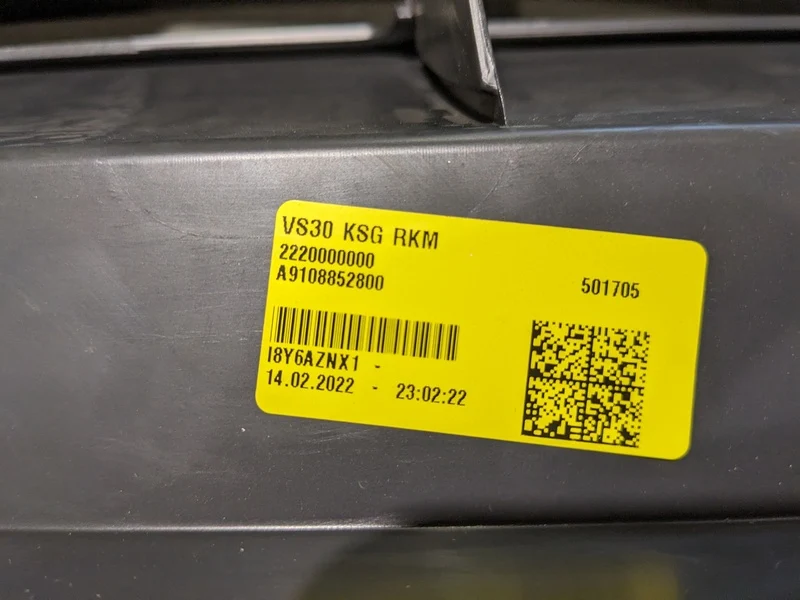 VS30 KSG RKM
2220000000
A9108852800
501705
I8Y6AZNX1 -
14.02.2022 - 23:02:22